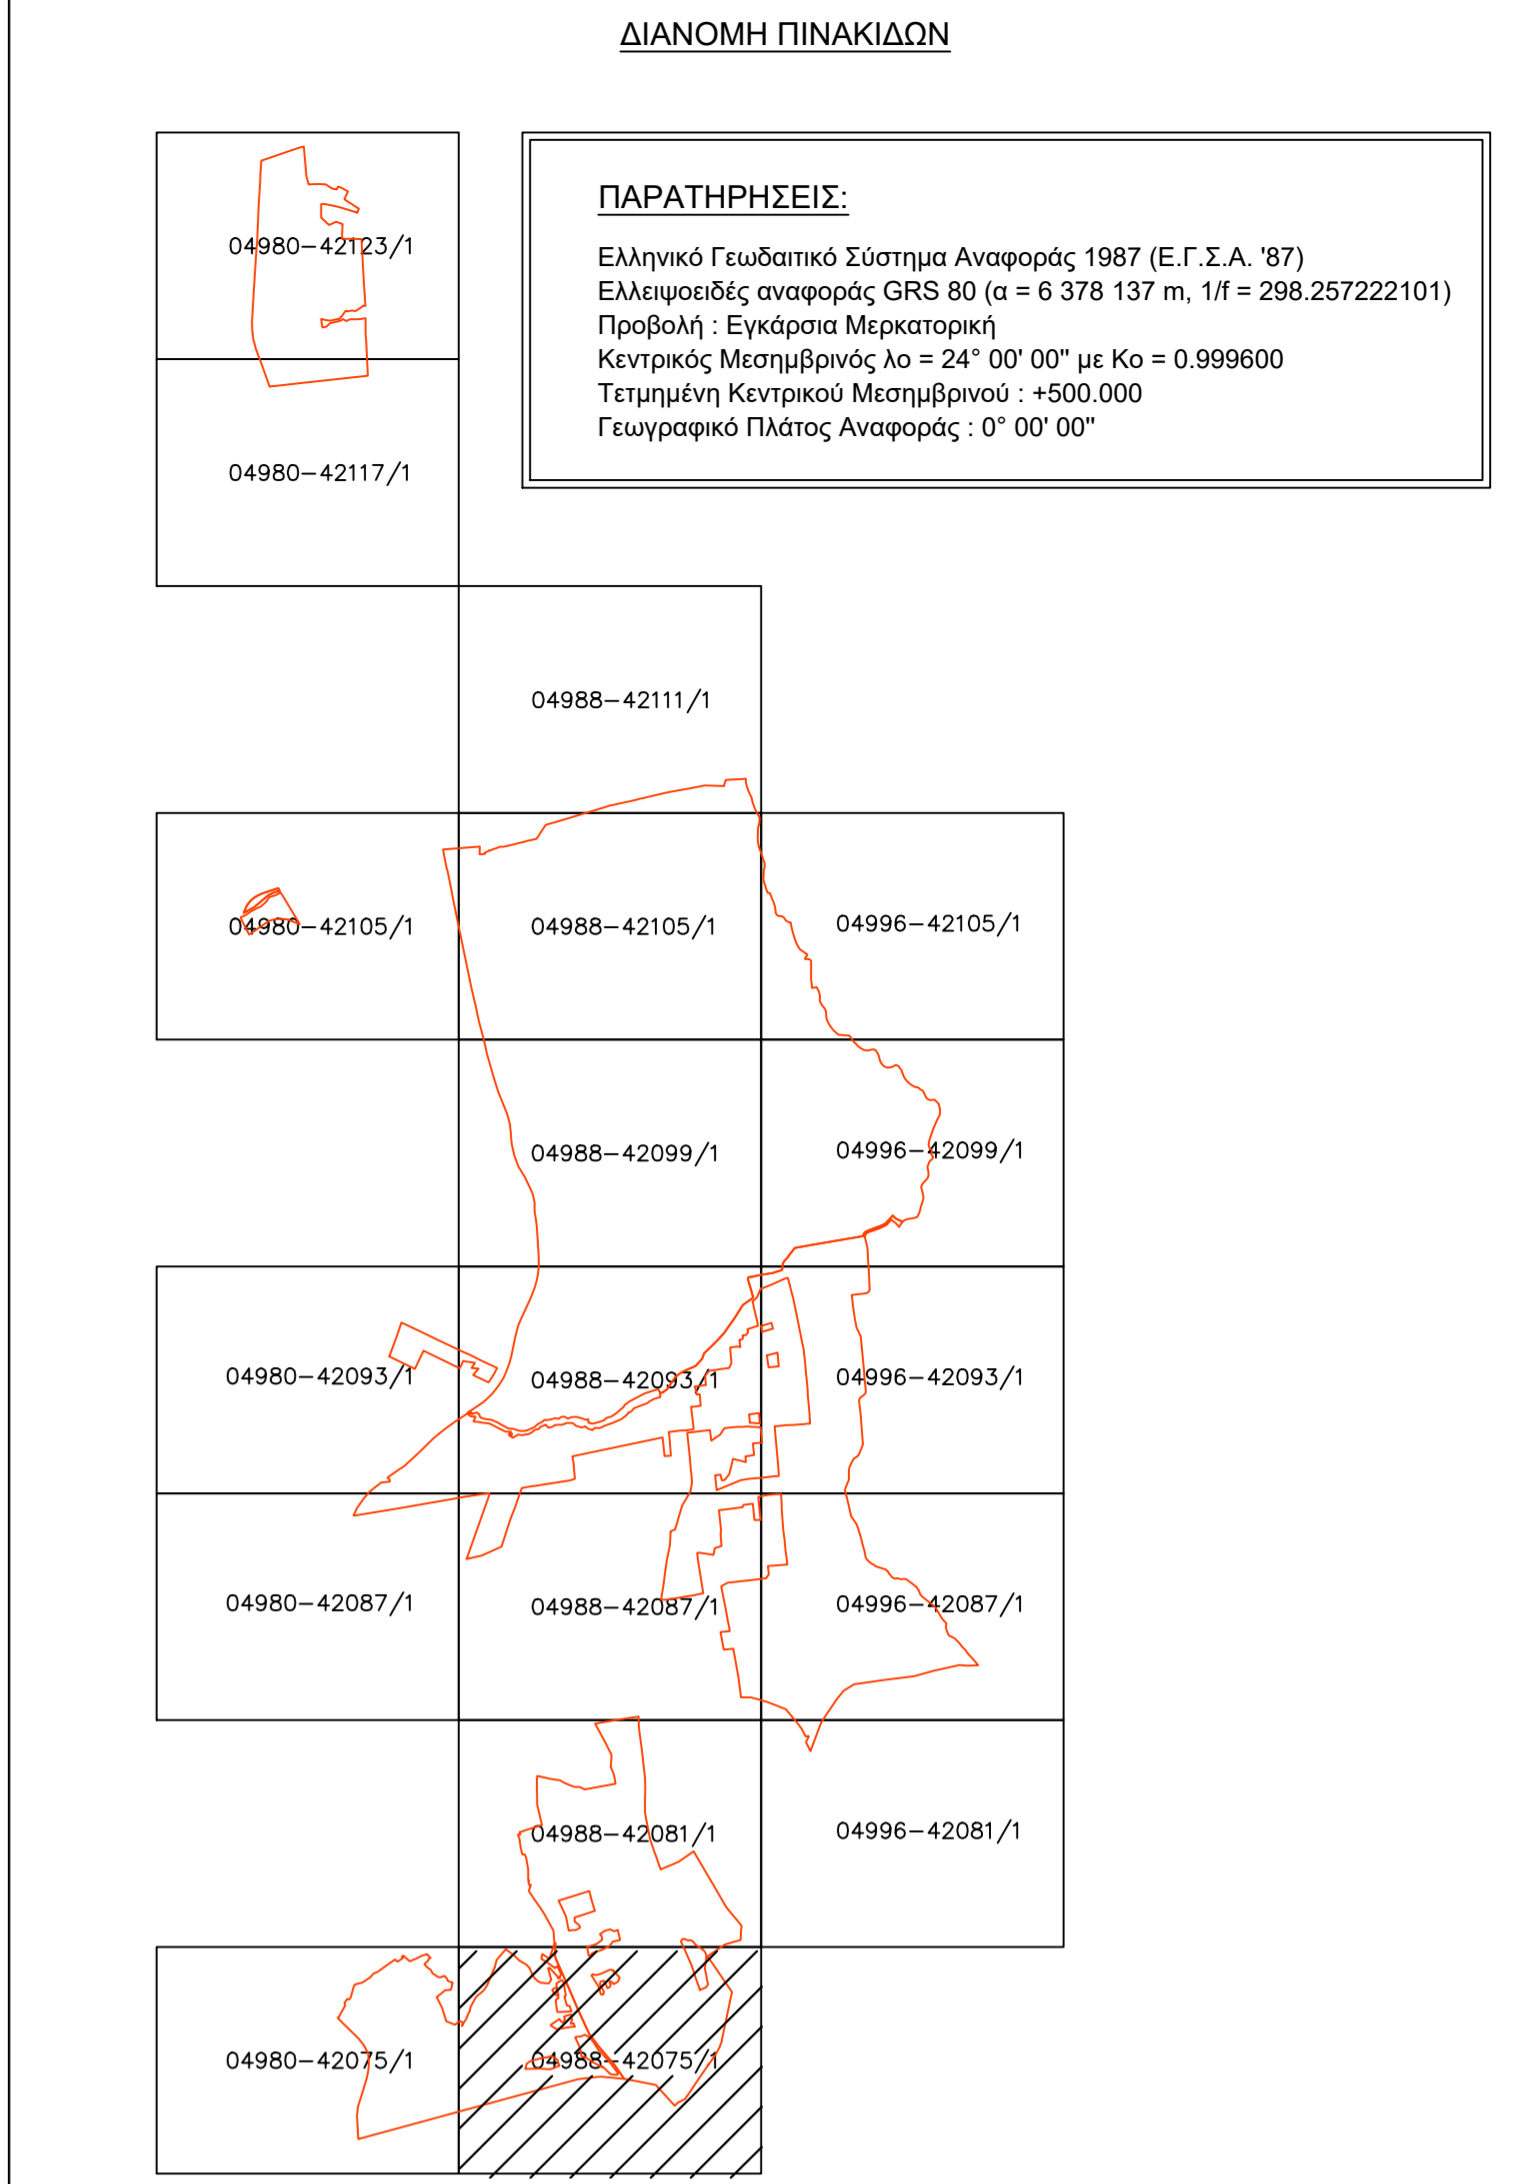 ΔΙΑΝΟΜΗ ΠΙΝΑΚΙΔΩΝ
ΠΑΡΑΤΗΡΗΣΕΙΣ:
Ελληνικό Γεωδαιτικό Σύστημα Αναφοράς 1987 (Ε.Γ.Σ.Α. '87)
Ελλειψοειδές αναφοράς GRS 80 (α = 6 378 137 m, 1/f = 298.257222101)
Προβολή : Εγκάρσια Μερκατορική
Κεντρικός Μεσημβρινός λο = 24° 00' 00" με Κο = 0.999600
Τετμημένη Κεντρικού Μεσημβρινού : +500.000
Γεωγραφικό Πλάτος Αναφοράς : 0° 00' 00"
04980-42123/1
04980-42117/1
04988-42111/1
04980-42105/1
04988-42105/1
04996-42105/1
04988-42099/1
04996-42099/1
04980-42093/1
04988-42093/1
04996-42093/1
04980-42087/1
04988-42087/1
04996-42087/1
04988-42081/1
04996-42081/1
04980-42075/1
04988-42075/1